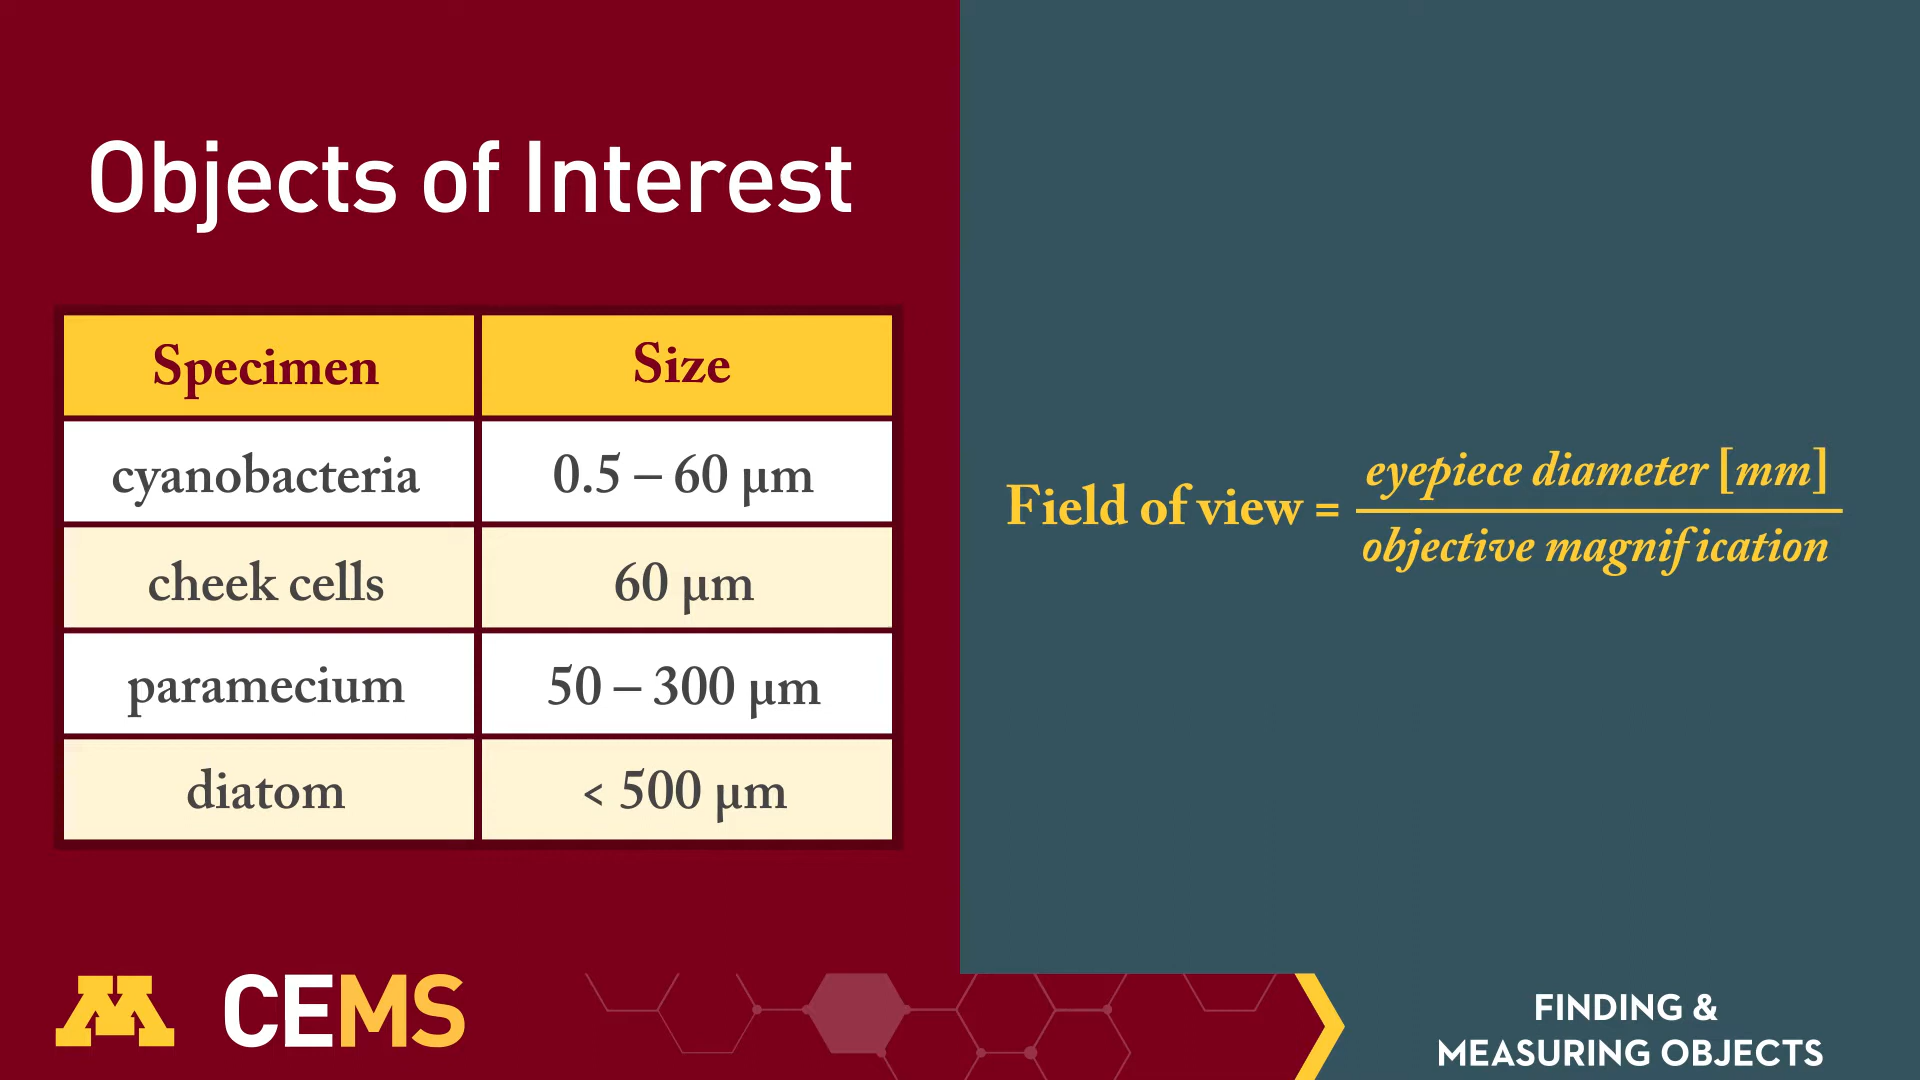 Objects of Interest
Specimen Size
cyanobacteria 0.5 – 60 µm
cheek cells 60 µm
paramecium 50 – 300 µm
diatom < 500 µm
Field of view = eyepiece diameter [mm]
objective magnification
M CEMS
FINDING &
MEASURING OBJECTS